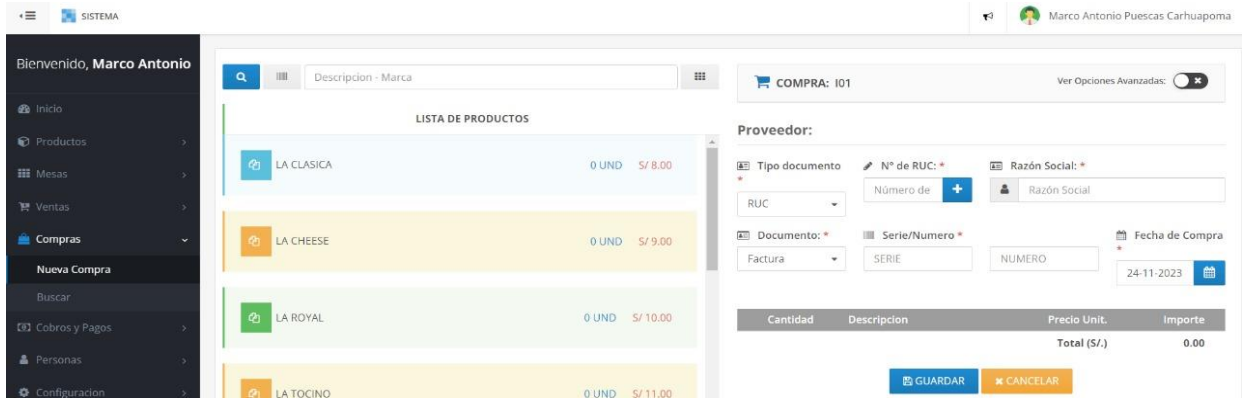 SISTEMA
Marco Antonio Puescas Carhuapoma
Bienvenido, Marco Antonio
Inicio
Productos
Mesas
Ventas
Compras
Nueva Compra
Buscar
Cobros y Pagos
Personas
Configuracion
Descripcion - Marca
LISTA DE PRODUCTOS
LA CLASICA 0 UND S/ 8.00
LA CHEESE 0 UND S/ 9.00
LA ROYAL 0 UND S/ 10.00
LA TOCINO 0 UND S/ 11.00
COMPRA: I01 Ver Opciones Avanzadas:
Proveedor:
Tipo documento * N° de RUC: * Razón Social: *
RUC Número de Razón Social
Documento: * Serie/Numero * Fecha de Compra *
Factura SERIE NUMERO 24-11-2023
Cantidad Descripcion Precio Unit. Importe
Total (S/.) 0.00
GUARDAR CANCELAR